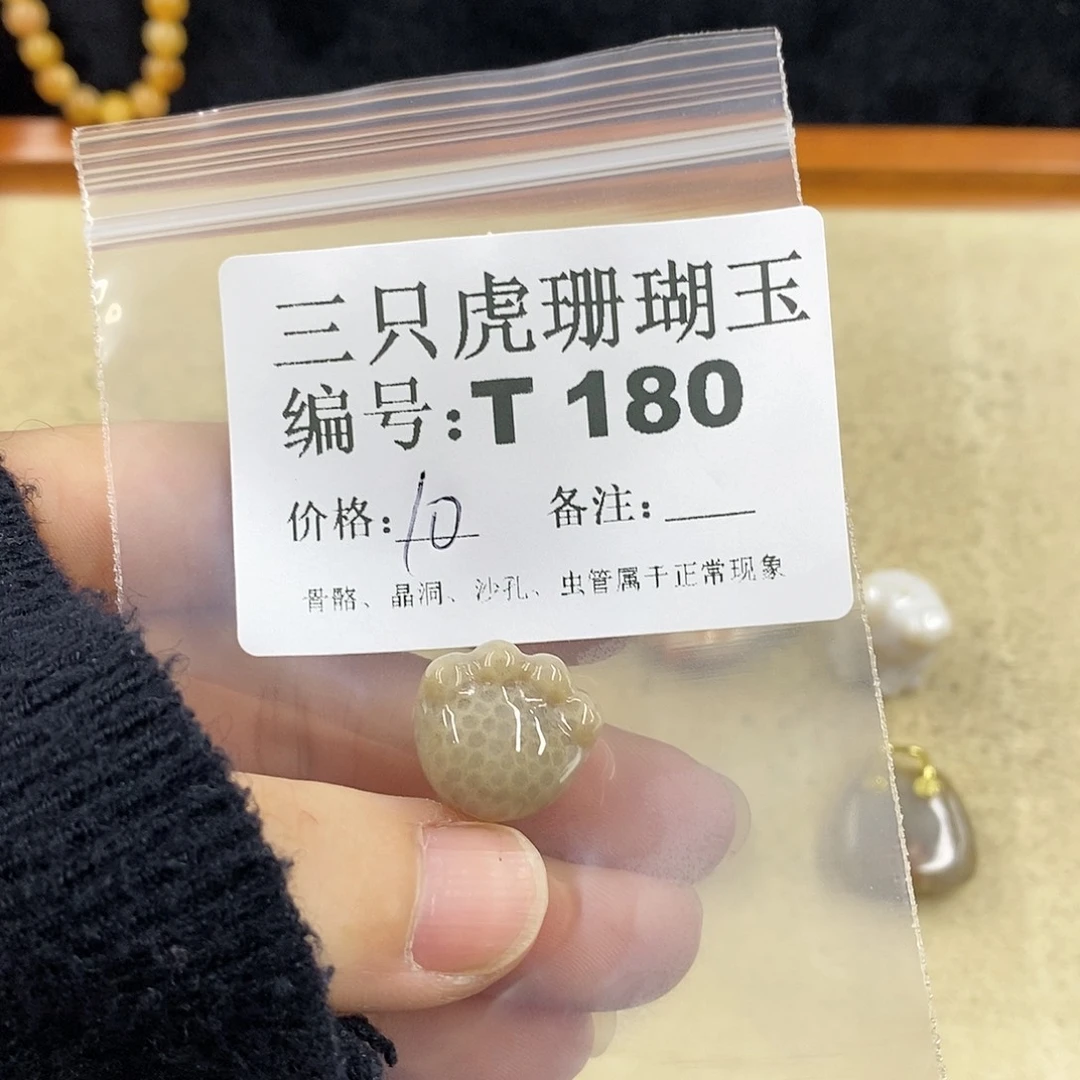 三只虎珊瑚玉
编号:T 180
价格:10 备注:____
骨骼、晶洞、沙孔、虫管属于正常现象